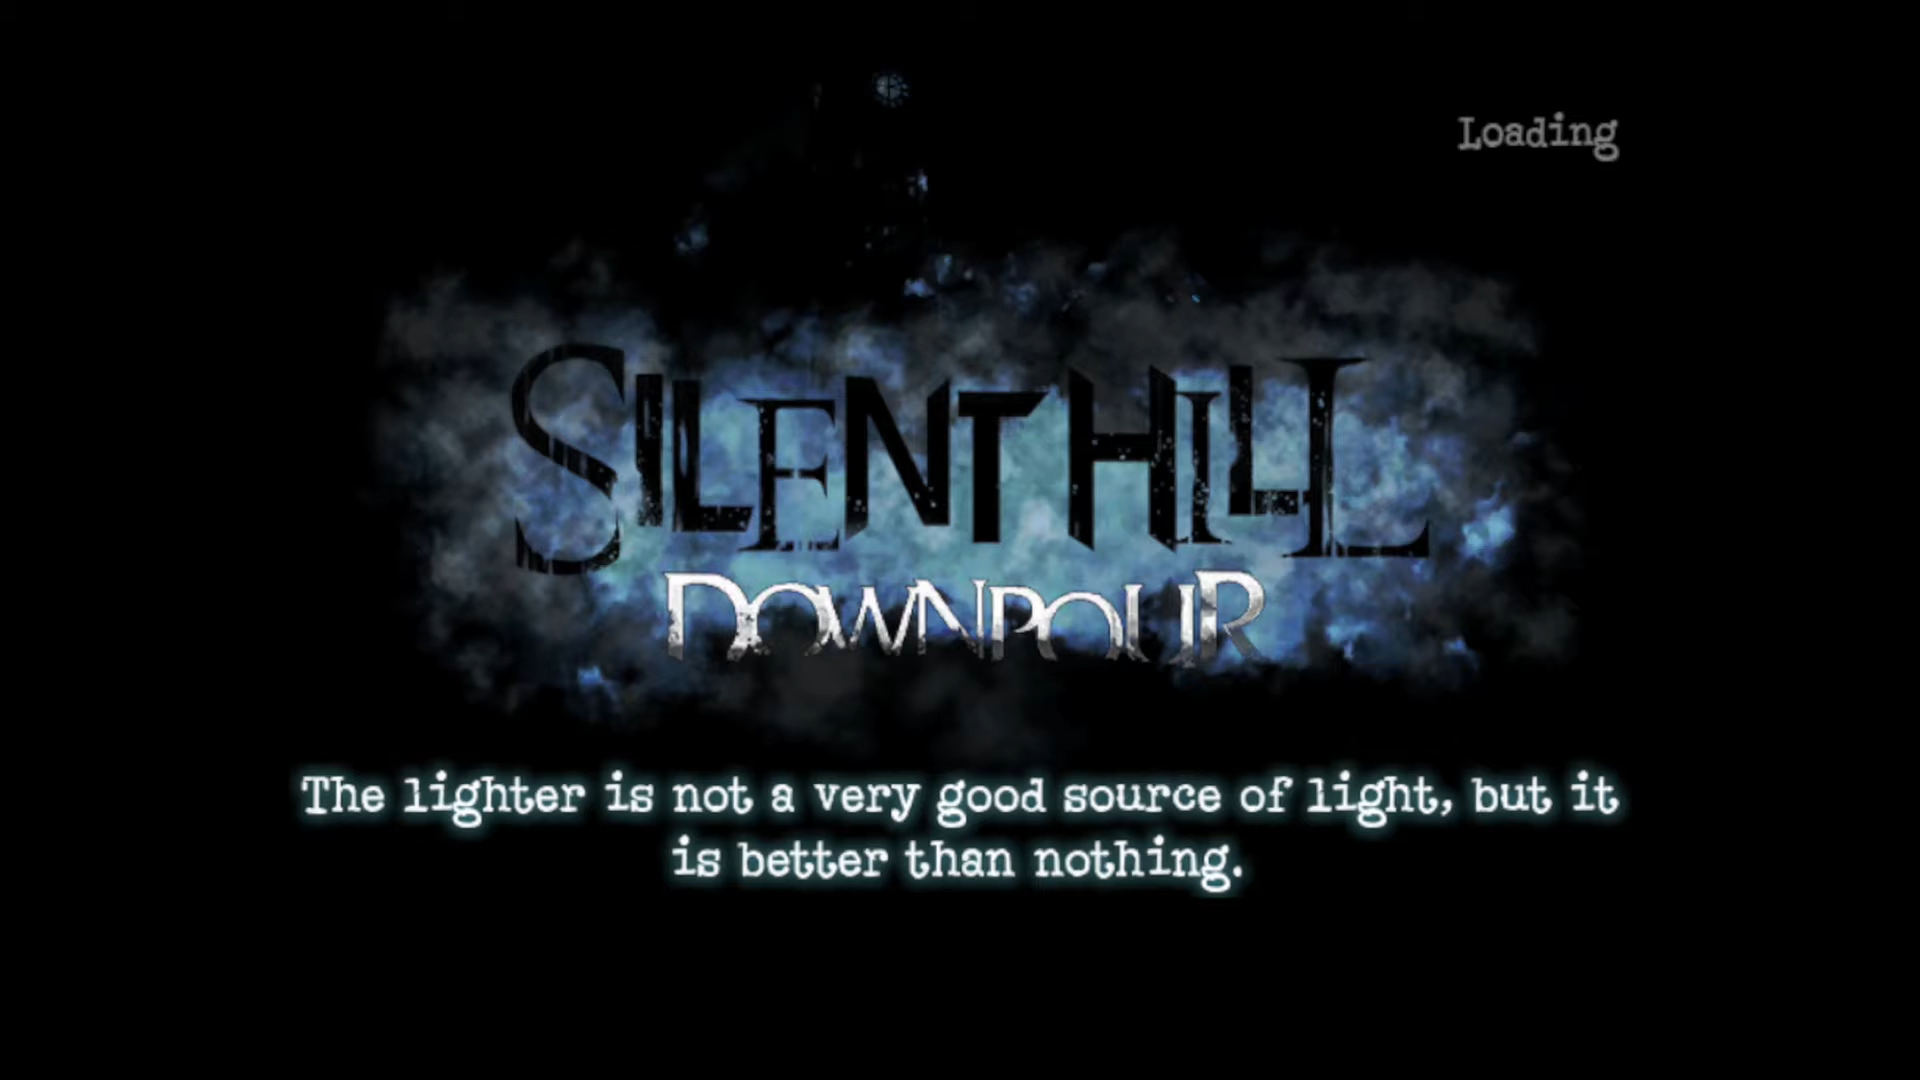 Loading
SILENT HILL
DOWNPOUR
The lighter is not a very good source of light, but it
is better than nothing.